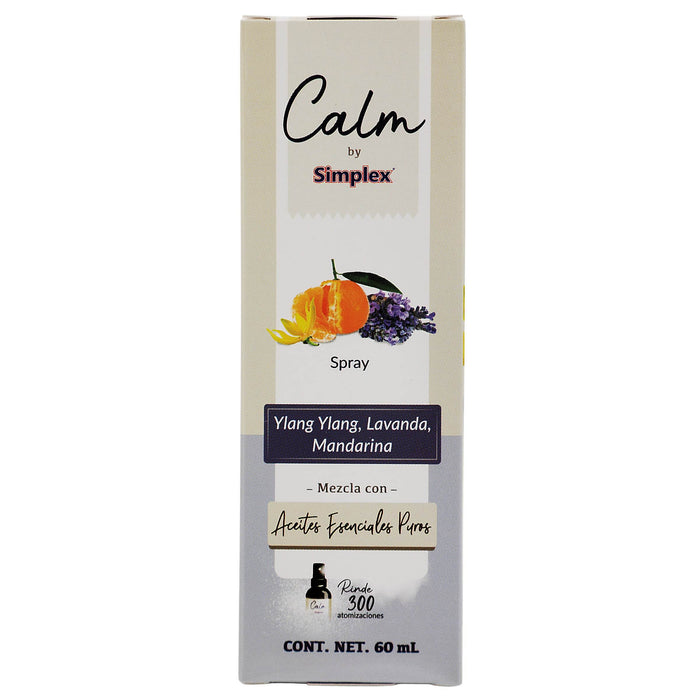 Calm
by
Simplex
Spray
Ylang Ylang, Lavanda,
Mandarina
– Mezcla con –
Aceites Esenciales Puros
Calm
Rinde
300
atomizaciones
CONT. NET. 60 mL